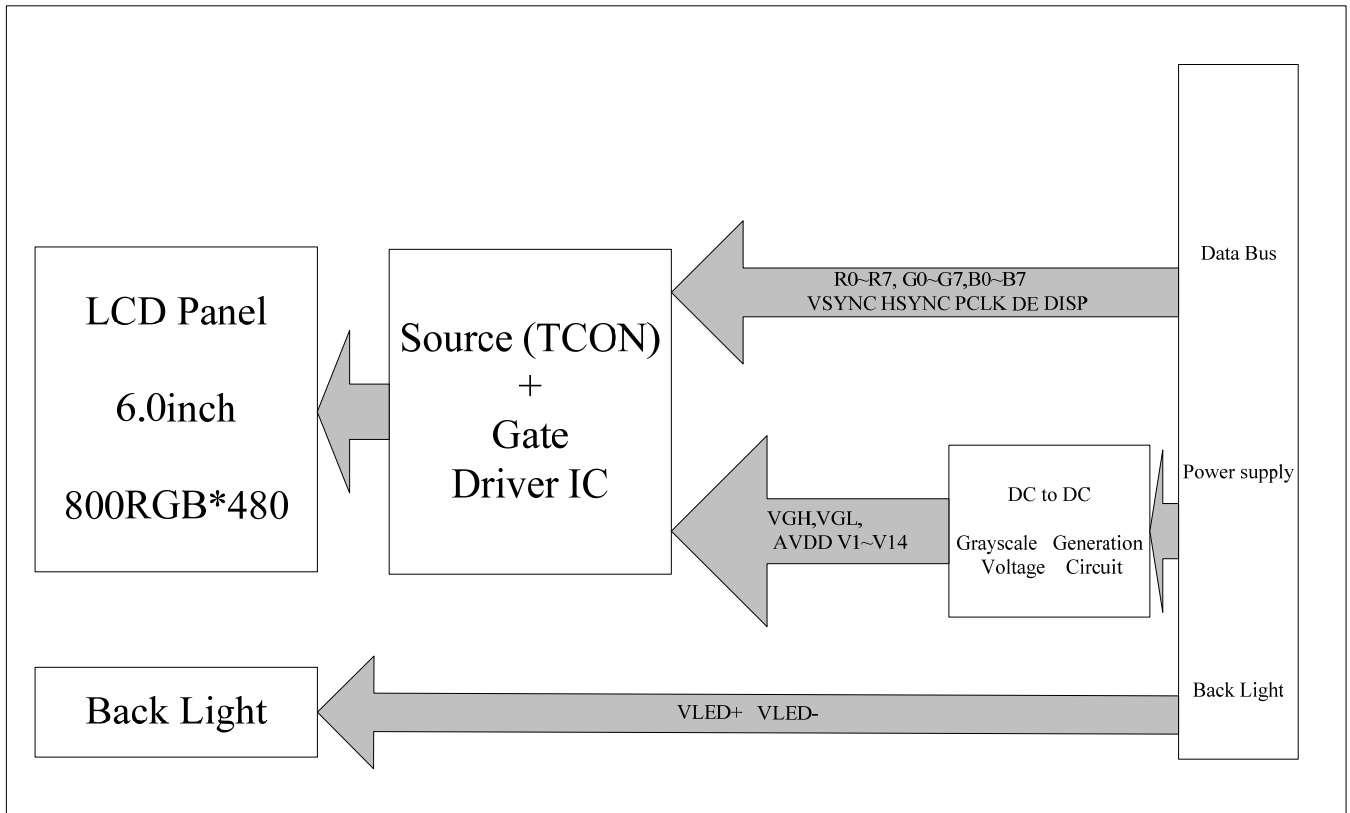 LCD Panel
6.0inch
800RGB*480
Source (TCON)
+
Gate
Driver IC
R0~R7, G0~G7,B0~B7
VSYNC HSYNC PCLK DE DISP
Data Bus
VGH,VGL,
AVDD V1~V14
DC to DC
Grayscale Generation
Voltage Circuit
Power supply
Back Light
VLED+ VLED-
Back Light